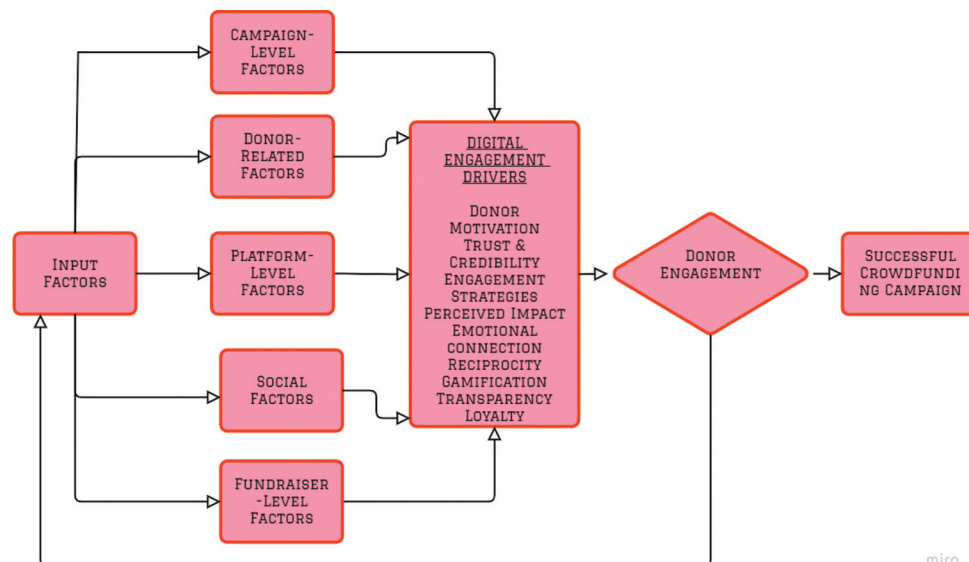 CAMPAIGN-
LEVEL
FACTORS
DONOR-
RELATED
FACTORS
INPUT
FACTORS
PLATFORM-
LEVEL
FACTORS
SOCIAL
FACTORS
FUNDRAISER
-LEVEL
FACTORS
DIGITAL
ENGAGEMENT
DRIVERS
DONOR
MOTIVATION
TRUST &
CREDIBILITY
ENGAGEMENT
STRATEGIES
PERCEIVED IMPACT
EMOTIONAL
CONNECTION
RECIPROCITY
GAMIFICATION
TRANSPARENCY
LOYALTY
DONOR
ENGAGEMENT
SUCCESSFUL
CROWDFUNDI
NG CAMPAIGN
miro